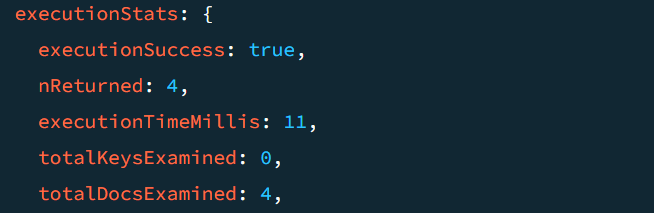 executionStats: {
executionSuccess: true,
nReturned: 4,
executionTimeMillis: 11,
totalKeysExamined: 0,
totalDocsExamined: 4,